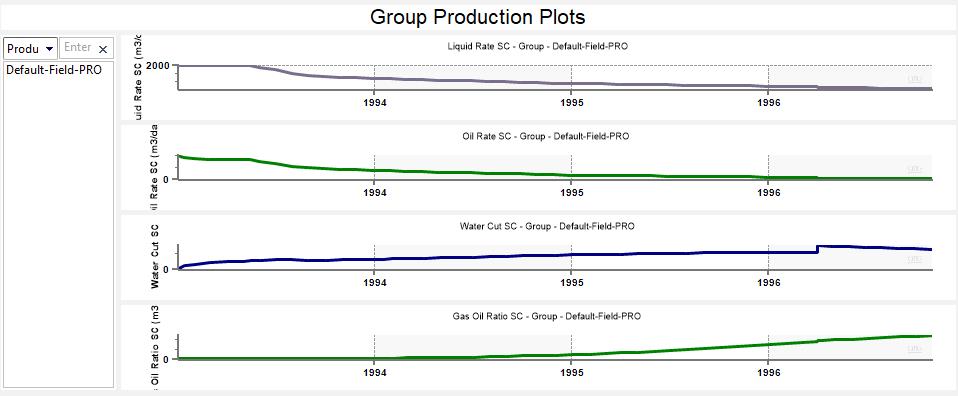 Group Production Plots
Produ
Enter
Default-Field-PRO
Liquid Rate SC - Group - Default-Field-PRO
uid Rate SC (m3/c
2000
1994 1995 1996
Oil Rate SC - Group - Default-Field-PRO
il Rate SC (m3/da
0
1994 1995 1996
Water Cut SC - Group - Default-Field-PRO
Water Cut SC
0
1994 1995 1996
Gas Oil Ratio SC - Group - Default-Field-PRO
Oil Ratio SC (m3
0
1994 1995 1996